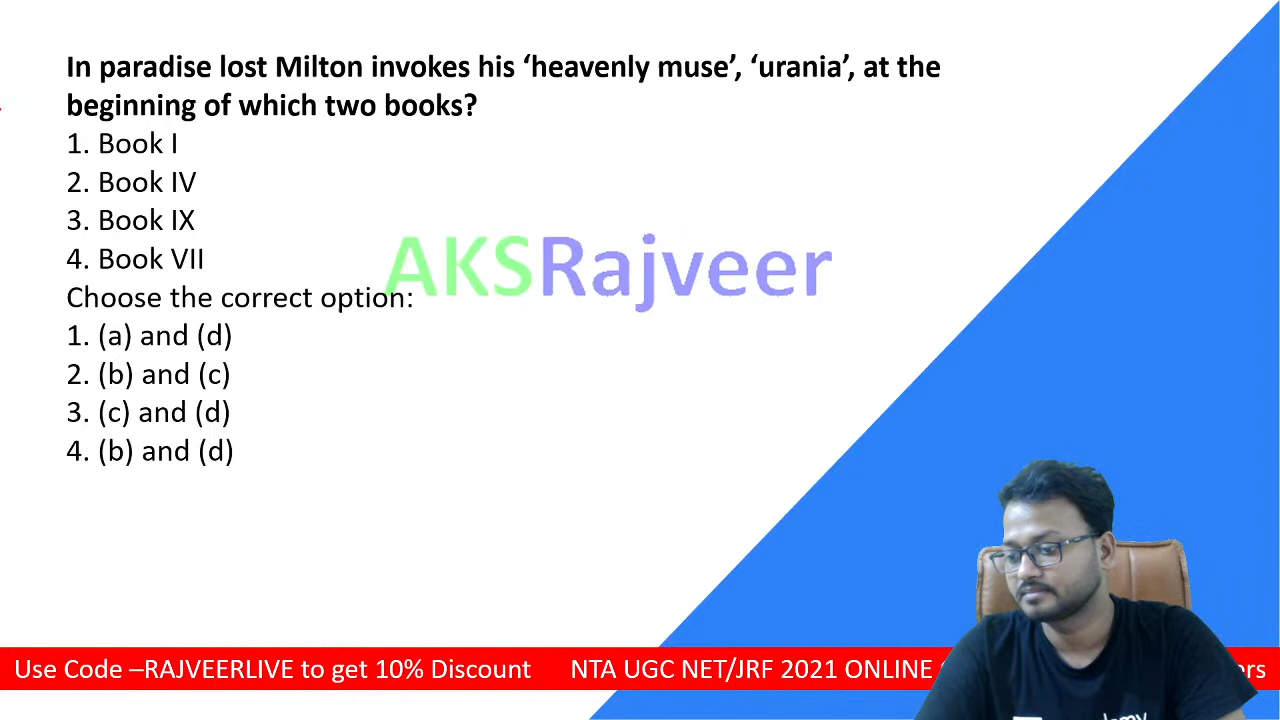 In paradise lost Milton invokes his ‘heavenly muse’, ‘urania’, at the
beginning of which two books?
1. Book I
2. Book IV
3. Book IX
4. Book VII
AKSRajveer
Choose the correct option:
1. (a) and (d)
2. (b) and (c)
3. (c) and (d)
4. (b) and (d)
Use Code –RAJVEERLIVE to get 10% Discount NTA UGC NET/JRF 2021 ONLINE